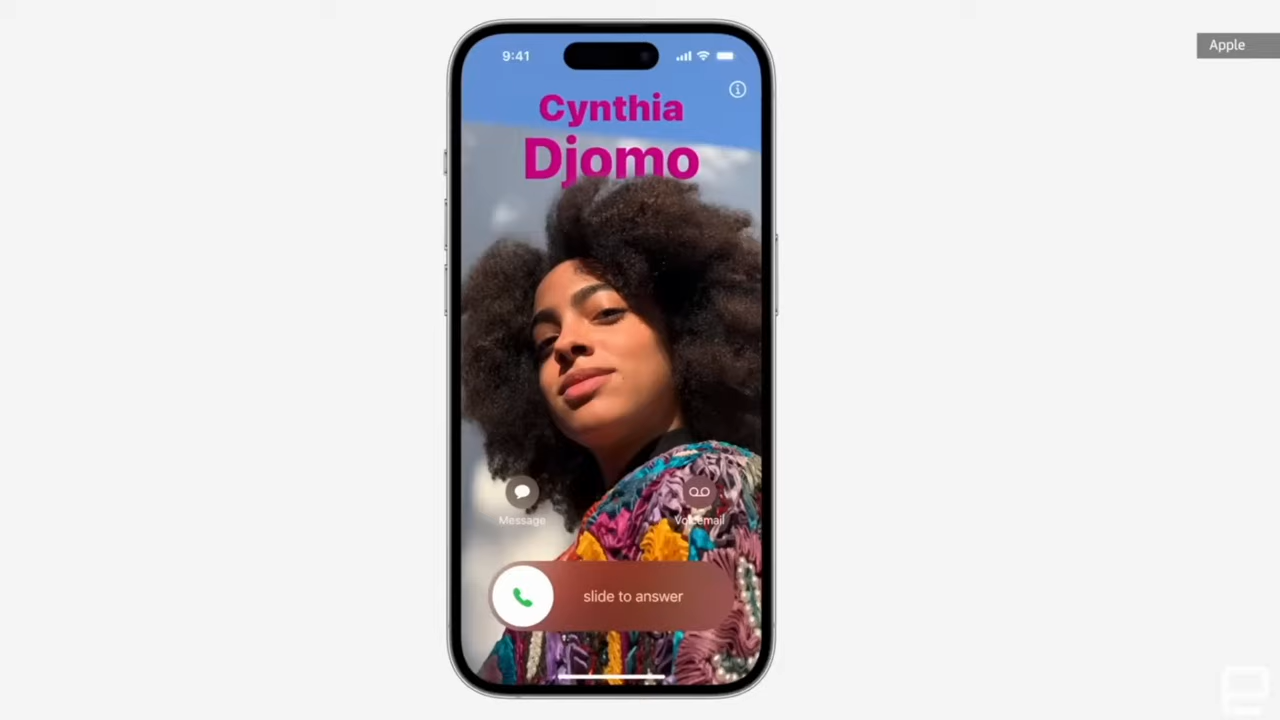 Apple
9:41
Cynthia
Djomo
Message
Voicemail
slide to answer